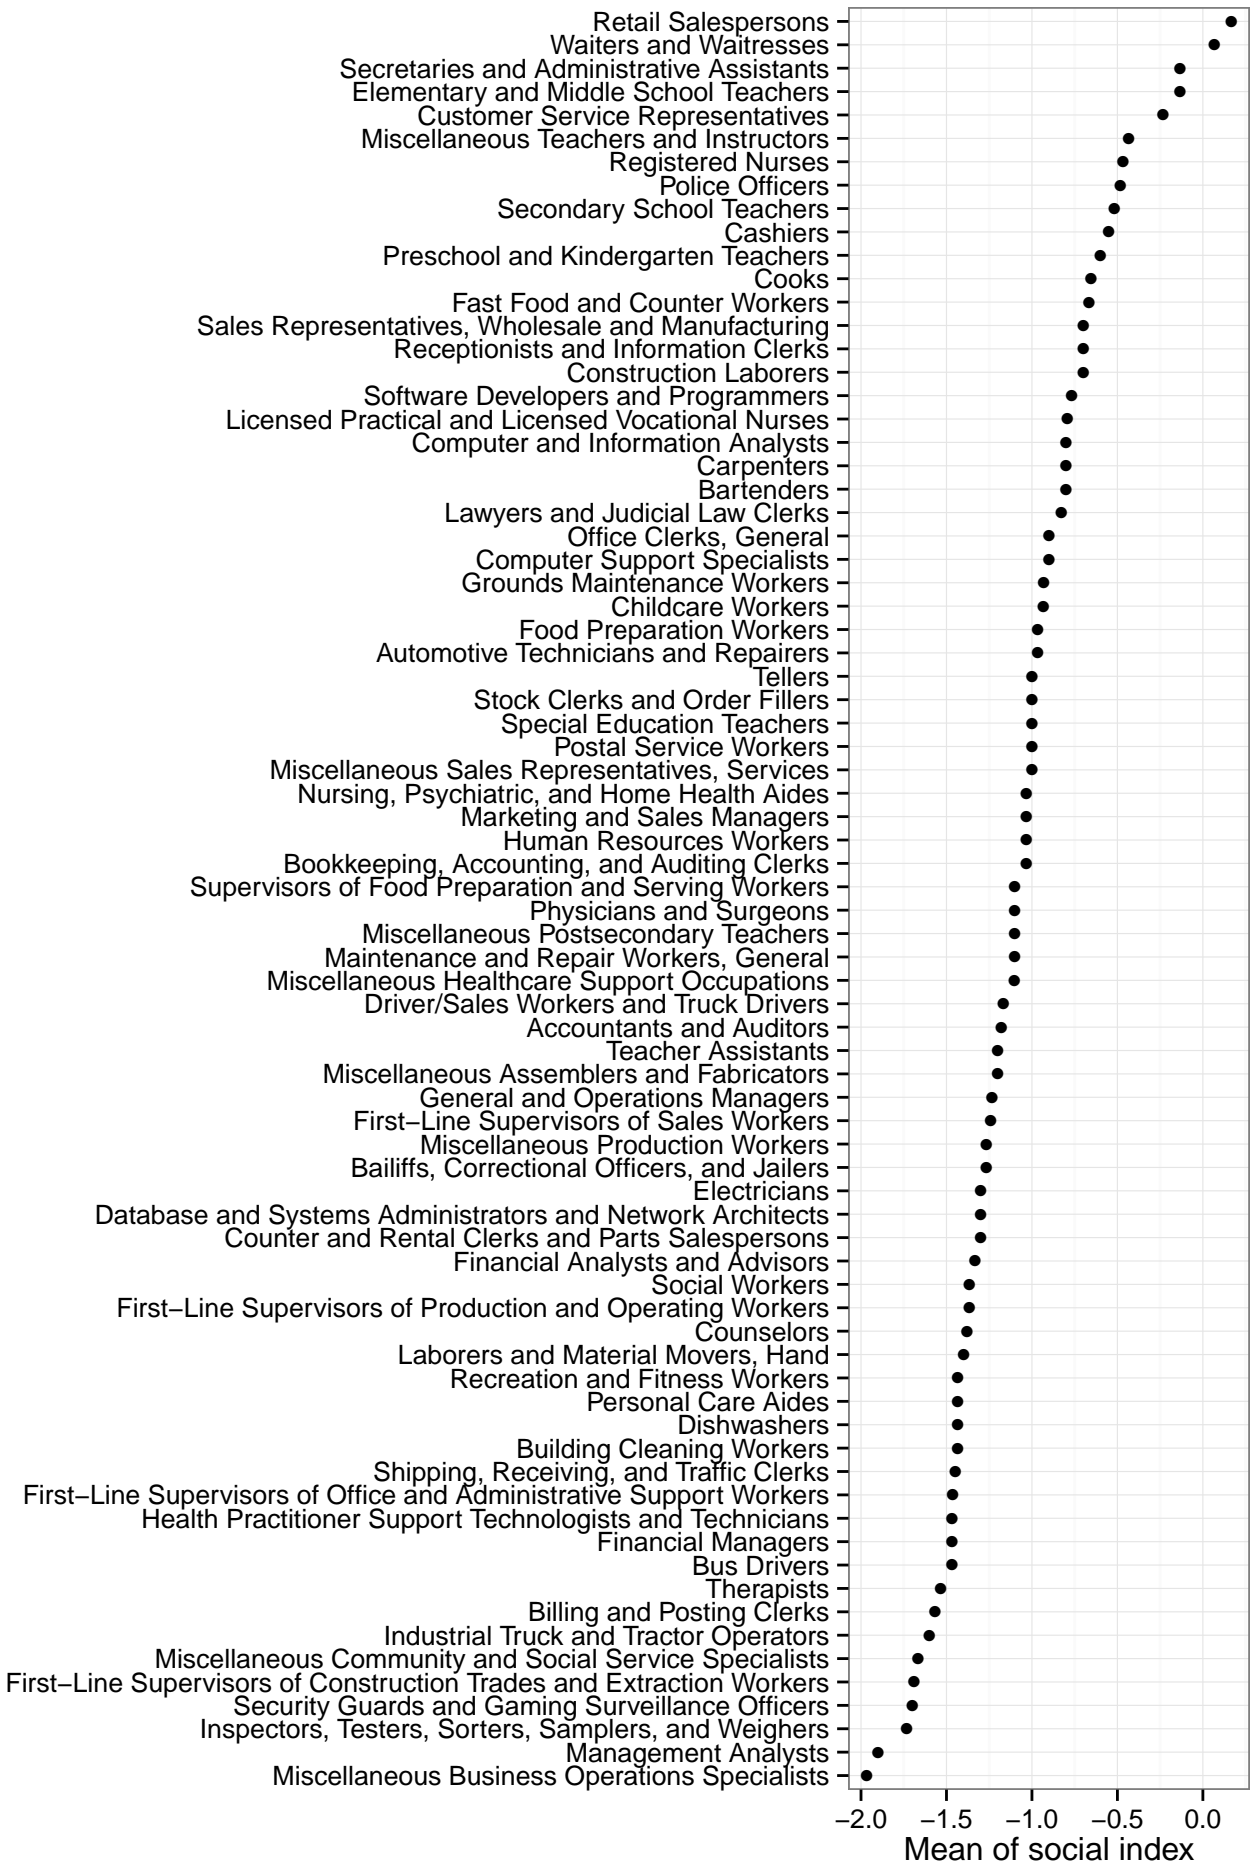 Retail Salespersons
Waiters and Waitresses
Secretaries and Administrative Assistants
Elementary and Middle School Teachers
Customer Service Representatives
Miscellaneous Teachers and Instructors
Registered Nurses
Police Officers
Secondary School Teachers
Cashiers
Preschool and Kindergarten Teachers
Cooks
Fast Food and Counter Workers
Sales Representatives, Wholesale and Manufacturing
Receptionists and Information Clerks
Construction Laborers
Software Developers and Programmers
Licensed Practical and Licensed Vocational Nurses
Computer and Information Analysts
Carpenters
Bartenders
Lawyers and Judicial Law Clerks
Office Clerks, General
Computer Support Specialists
Grounds Maintenance Workers
Childcare Workers
Food Preparation Workers
Automotive Technicians and Repairers
Tellers
Stock Clerks and Order Fillers
Special Education Teachers
Postal Service Workers
Miscellaneous Sales Representatives, Services
Nursing, Psychiatric, and Home Health Aides
Marketing and Sales Managers
Human Resources Workers
Bookkeeping, Accounting, and Auditing Clerks
Supervisors of Food Preparation and Serving Workers
Physicians and Surgeons
Miscellaneous Postsecondary Teachers
Maintenance and Repair Workers, General
Miscellaneous Healthcare Support Occupations
Driver/Sales Workers and Truck Drivers
Accountants and Auditors
Teacher Assistants
Miscellaneous Assemblers and Fabricators
General and Operations Managers
First−Line Supervisors of Sales Workers
Miscellaneous Production Workers
Bailiffs, Correctional Officers, and Jailers
Electricians
Database and Systems Administrators and Network Architects
Counter and Rental Clerks and Parts Salespersons
Financial Analysts and Advisors
Social Workers
First−Line Supervisors of Production and Operating Workers
Counselors
Laborers and Material Movers, Hand
Recreation and Fitness Workers
Personal Care Aides
Dishwashers
Building Cleaning Workers
Shipping, Receiving, and Traffic Clerks
First−Line Supervisors of Office and Administrative Support Workers
Health Practitioner Support Technologists and Technicians
Financial Managers
Bus Drivers
Therapists
Billing and Posting Clerks
Industrial Truck and Tractor Operators
Miscellaneous Community and Social Service Specialists
First−Line Supervisors of Construction Trades and Extraction Workers
Security Guards and Gaming Surveillance Officers
Inspectors, Testers, Sorters, Samplers, and Weighers
Management Analysts
Miscellaneous Business Operations Specialists
−2.0 −1.5 −1.0 −0.5 0.0
Mean of social index